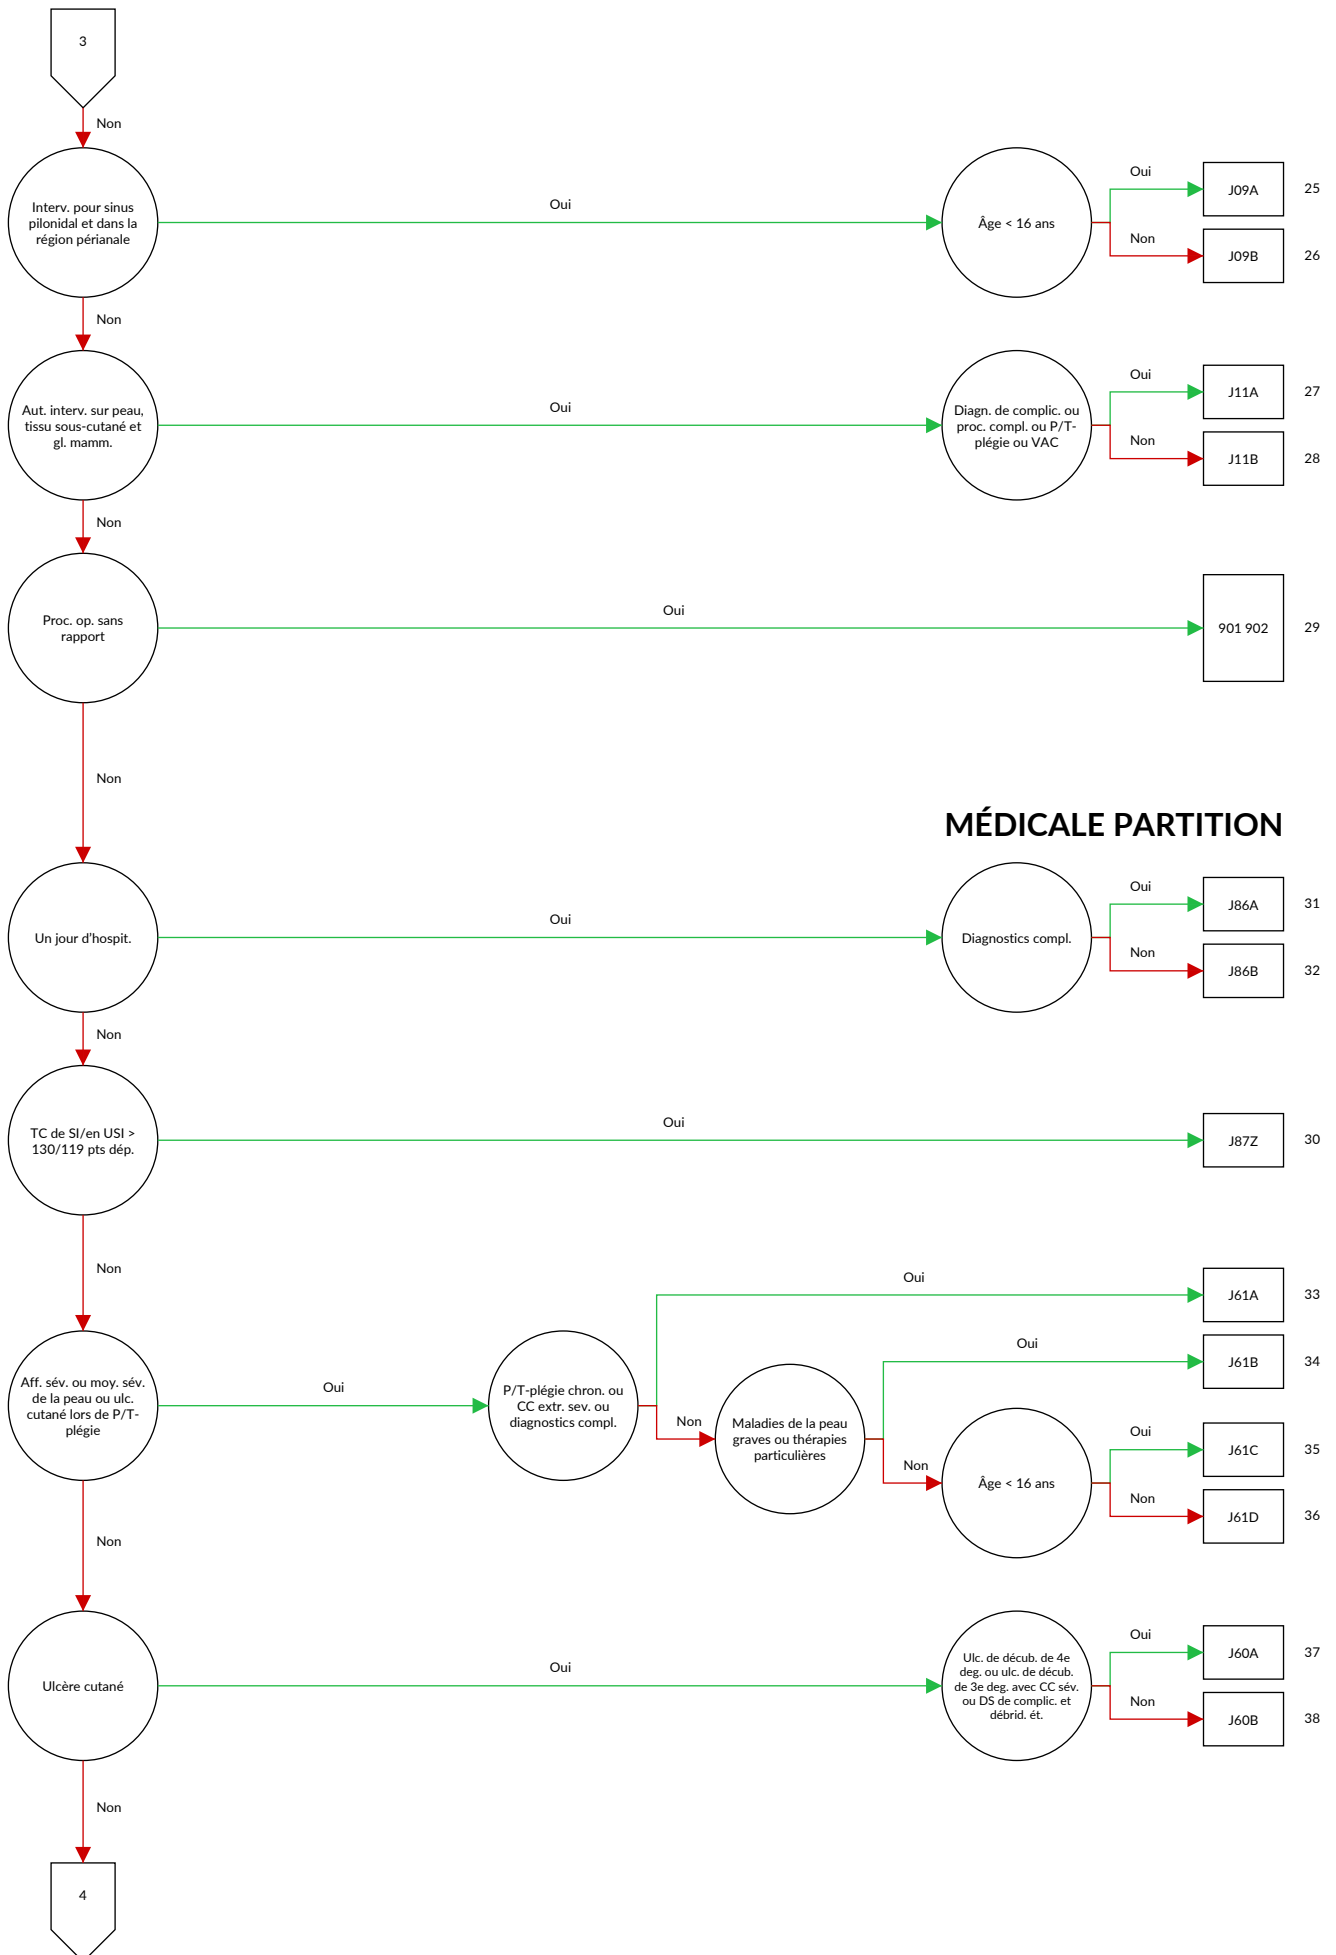 3
Non
Interv. pour sinus
pilonidal et dans la
région périanale
Oui
Âge < 16 ans
Oui
J09A
25
Non
J09B
26
Non
Aut. interv. sur peau,
tissu sous-cutané et
gl. mamm.
Oui
Diagn. de complic. ou
proc. compl. ou P/T-
plégie ou VAC
Oui
J11A
27
Non
J11B
28
Non
Proc. op. sans
rapport
Oui
901 902
29
Non
MÉDICALE PARTITION
Un jour d'hospit.
Oui
Diagnostics compl.
Oui
J86A
31
Non
J86B
32
Non
TC de SI/en USI >
130/119 pts dép.
Oui
J87Z
30
Non
Aff. sév. ou moy. sév.
de la peau ou ulc.
cutané lors de P/T-
plégie
Oui
P/T-plégie chron. ou
CC extr. sev. ou
diagnostics compl.
Oui
J61A
33
Non
Maladies de la peau
graves ou thérapies
particulières
Oui
J61B
34
Non
Âge < 16 ans
Oui
J61C
35
Non
J61D
36
Non
Ulcère cutané
Oui
Ulc. de décub. de 4e
deg. ou ulc. de décub.
de 3e deg. avec CC sév.
ou DS de complic. et
débrid. ét.
Oui
J60A
37
Non
J60B
38
Non
4